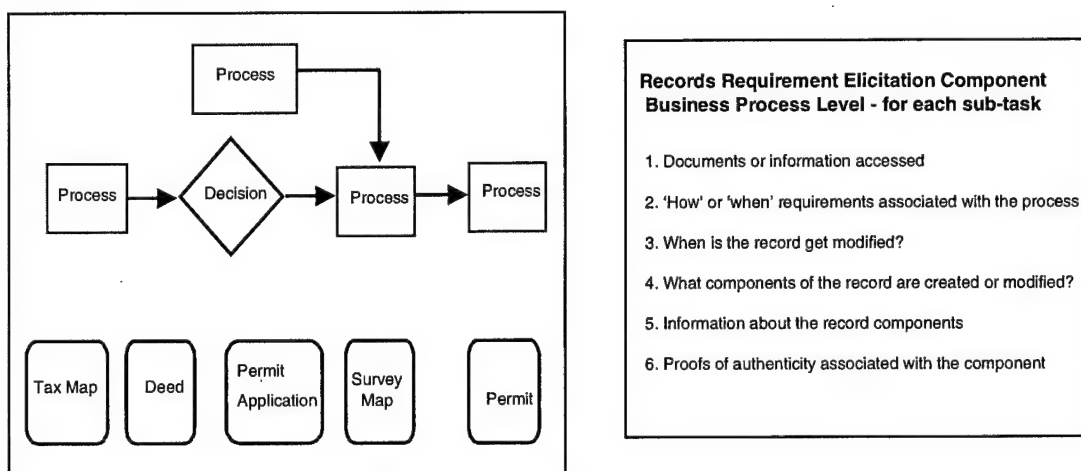 Process
Process
Decision
Process
Process
Tax Map
Deed
Permit
Application
Survey
Map
Permit
Records Requirement Elicitation Component
Business Process Level - for each sub-task
1. Documents or information accessed
2. 'How' or 'when' requirements associated with the process
3. When is the record get modified?
4. What components of the record are created or modified?
5. Information about the record components
6. Proofs of authenticity associated with the component